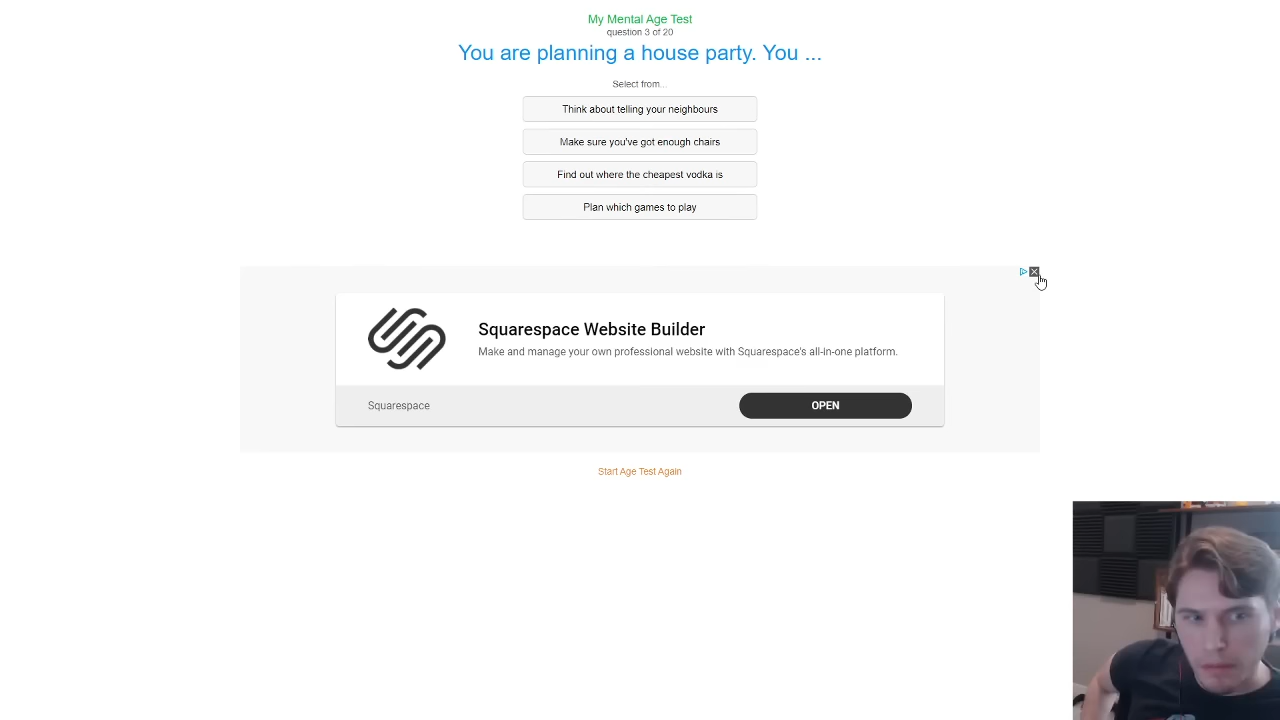 My Mental Age Test
question 3 of 20
You are planning a house party. You ...
Select from...
Think about telling your neighbours
Make sure you've got enough chairs
Find out where the cheapest vodka is
Plan which games to play
Squarespace Website Builder
Make and manage your own professional website with Squarespace's all-in-one platform.
Squarespace
OPEN
Start Age Test Again